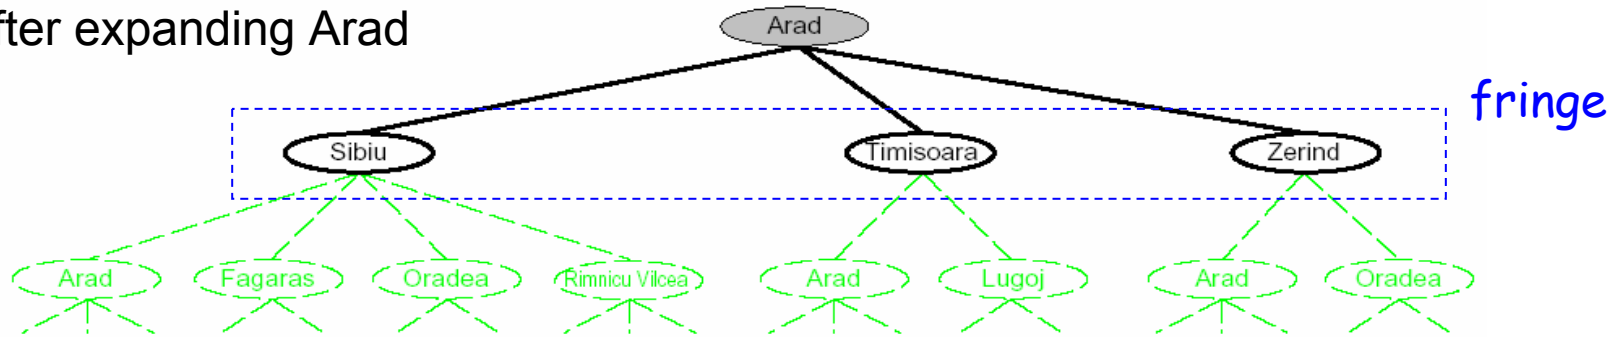 fter expanding Arad
Arad
fringe
Sibiu
Timisoara
Zerind
Arad
Fagaras
Oradea
Rimnicu Vilcea
Arad
Lugoj
Arad
Oradea